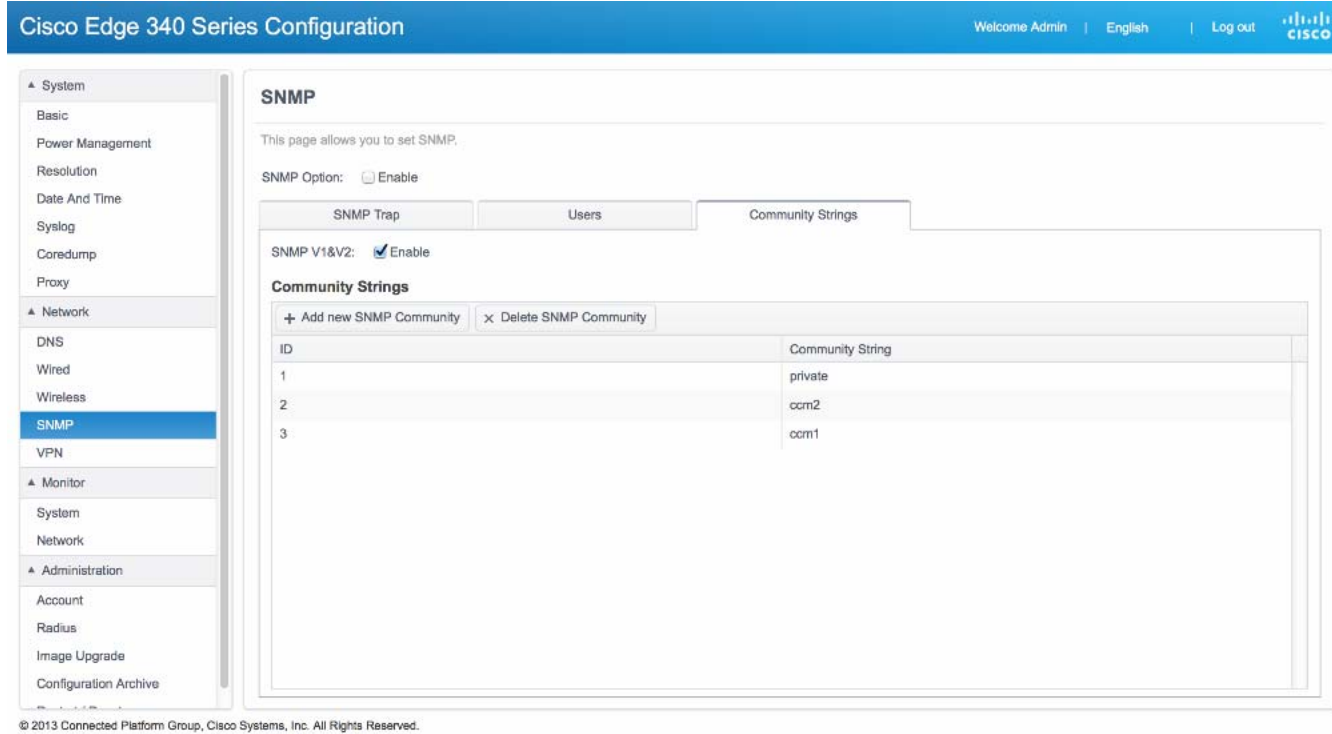 Cisco Edge 340 Series Configuration
Welcome Admin | English | Log out
CISCO
System
Basic
Power Management
Resolution
Date And Time
Syslog
Coredump
Proxy
Network
DNS
Wired
Wireless
SNMP
VPN
Monitor
System
Network
Administration
Account
Radius
Image Upgrade
Configuration Archive
SNMP
This page allows you to set SNMP.
SNMP Option: Enable
SNMP Trap Users Community Strings
SNMP V1&V2: Enable
Community Strings
+ Add new SNMP Community x Delete SNMP Community
ID Community String
1 private
2 ccm2
3 ccm1
© 2013 Connected Platform Group, Cisco Systems, Inc. All Rights Reserved.